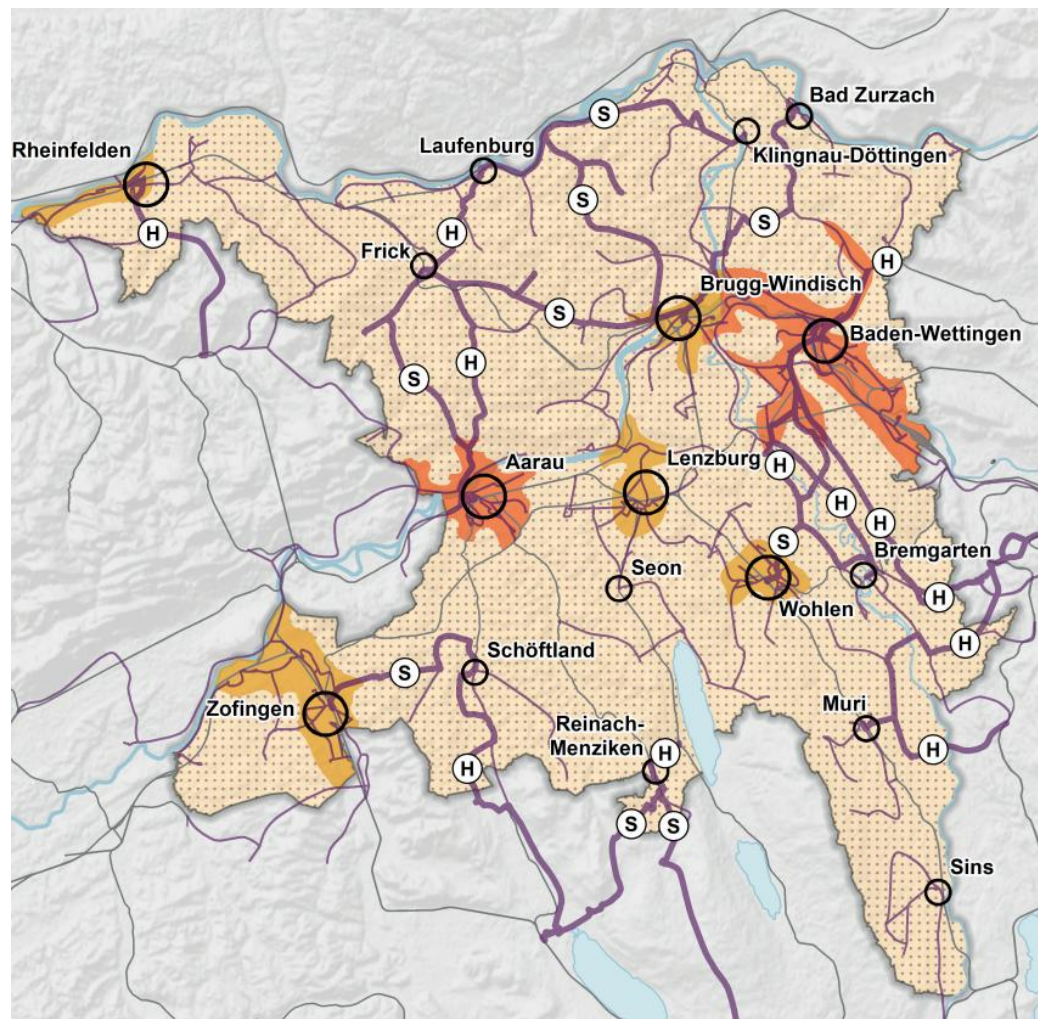 S
Bad Zurzach
Rheinfelden
Laufenburg
Klingnau-Döttingen
S
S
H
H
Frick
H
Brugg-Windisch
S
Baden-Wettingen
H
S
Aarau
Lenzburg
H
H
H
S
Bremgarten
Seon
Wohlen
H
H
Schöftland
S
Zofingen
Muri
Reinach-
Menziken
H
H
H
S
S
Sins